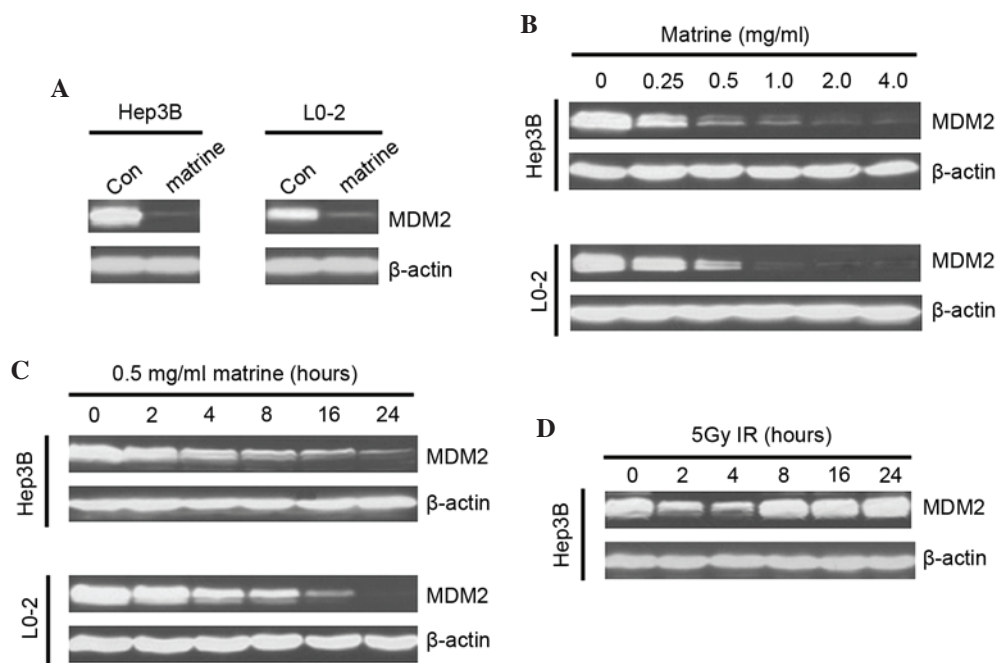 A
Hep3B L0-2
Con matrine Con matrine
MDM2
β-actin
B
Matrine (mg/ml)
0 0.25 0.5 1.0 2.0 4.0
Hep3B
MDM2
β-actin
L0-2
MDM2
β-actin
C
0.5 mg/ml matrine (hours)
0 2 4 8 16 24
Hep3B
MDM2
β-actin
L0-2
MDM2
β-actin
D
5Gy IR (hours)
0 2 4 8 16 24
Hep3B
MDM2
β-actin